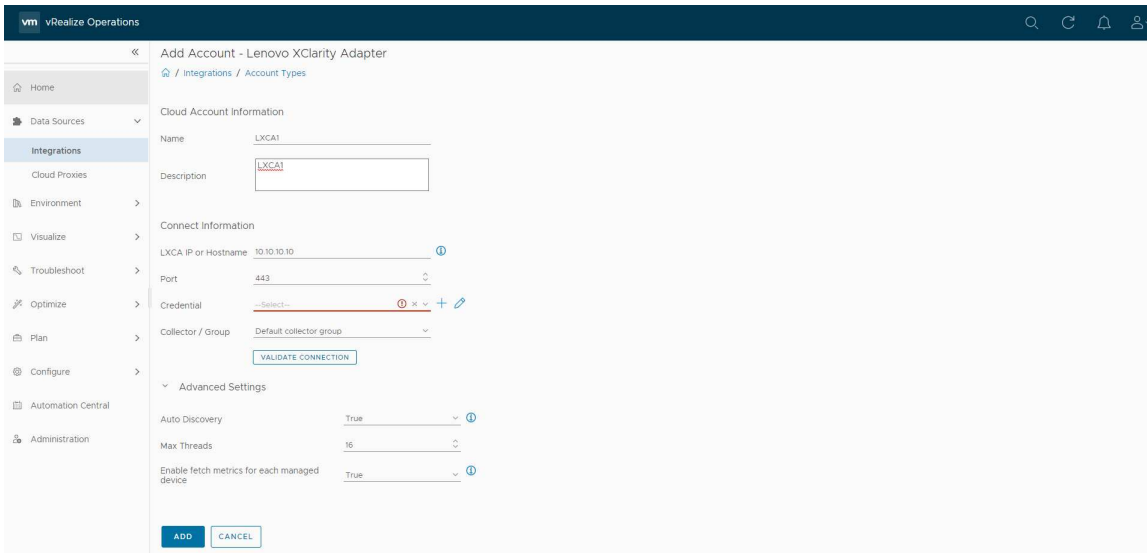 vm vRealize Operations
Add Account - Lenovo XClarity Adapter
/ Integrations / Account Types
Home
Data Sources
Integrations
Cloud Proxies
Environment
Visualize
Troubleshoot
Optimize
Plan
Configure
Automation Central
Administration
Cloud Account Information
Name LXCA1
Description LXCA1
Connect Information
LXCA IP or Hostname 10.10.10.10
Port 443
Credential --Select--
Collector / Group Default collector group
VALIDATE CONNECTION
Advanced Settings
Auto Discovery True
Max Threads 16
Enable fetch metrics for each managed
device True
ADD CANCEL